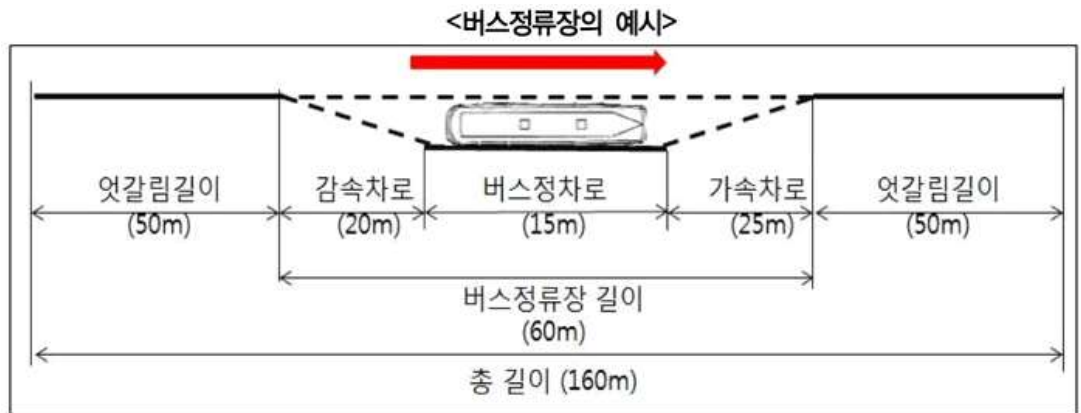 <버스정류장의 예시>
엇갈림길이 감속차로 버스정차로 가속차로 엇갈림길이
(50m) (20m) (15m) (25m) (50m)
버스정류장 길이
(60m)
총 길이 (160m)